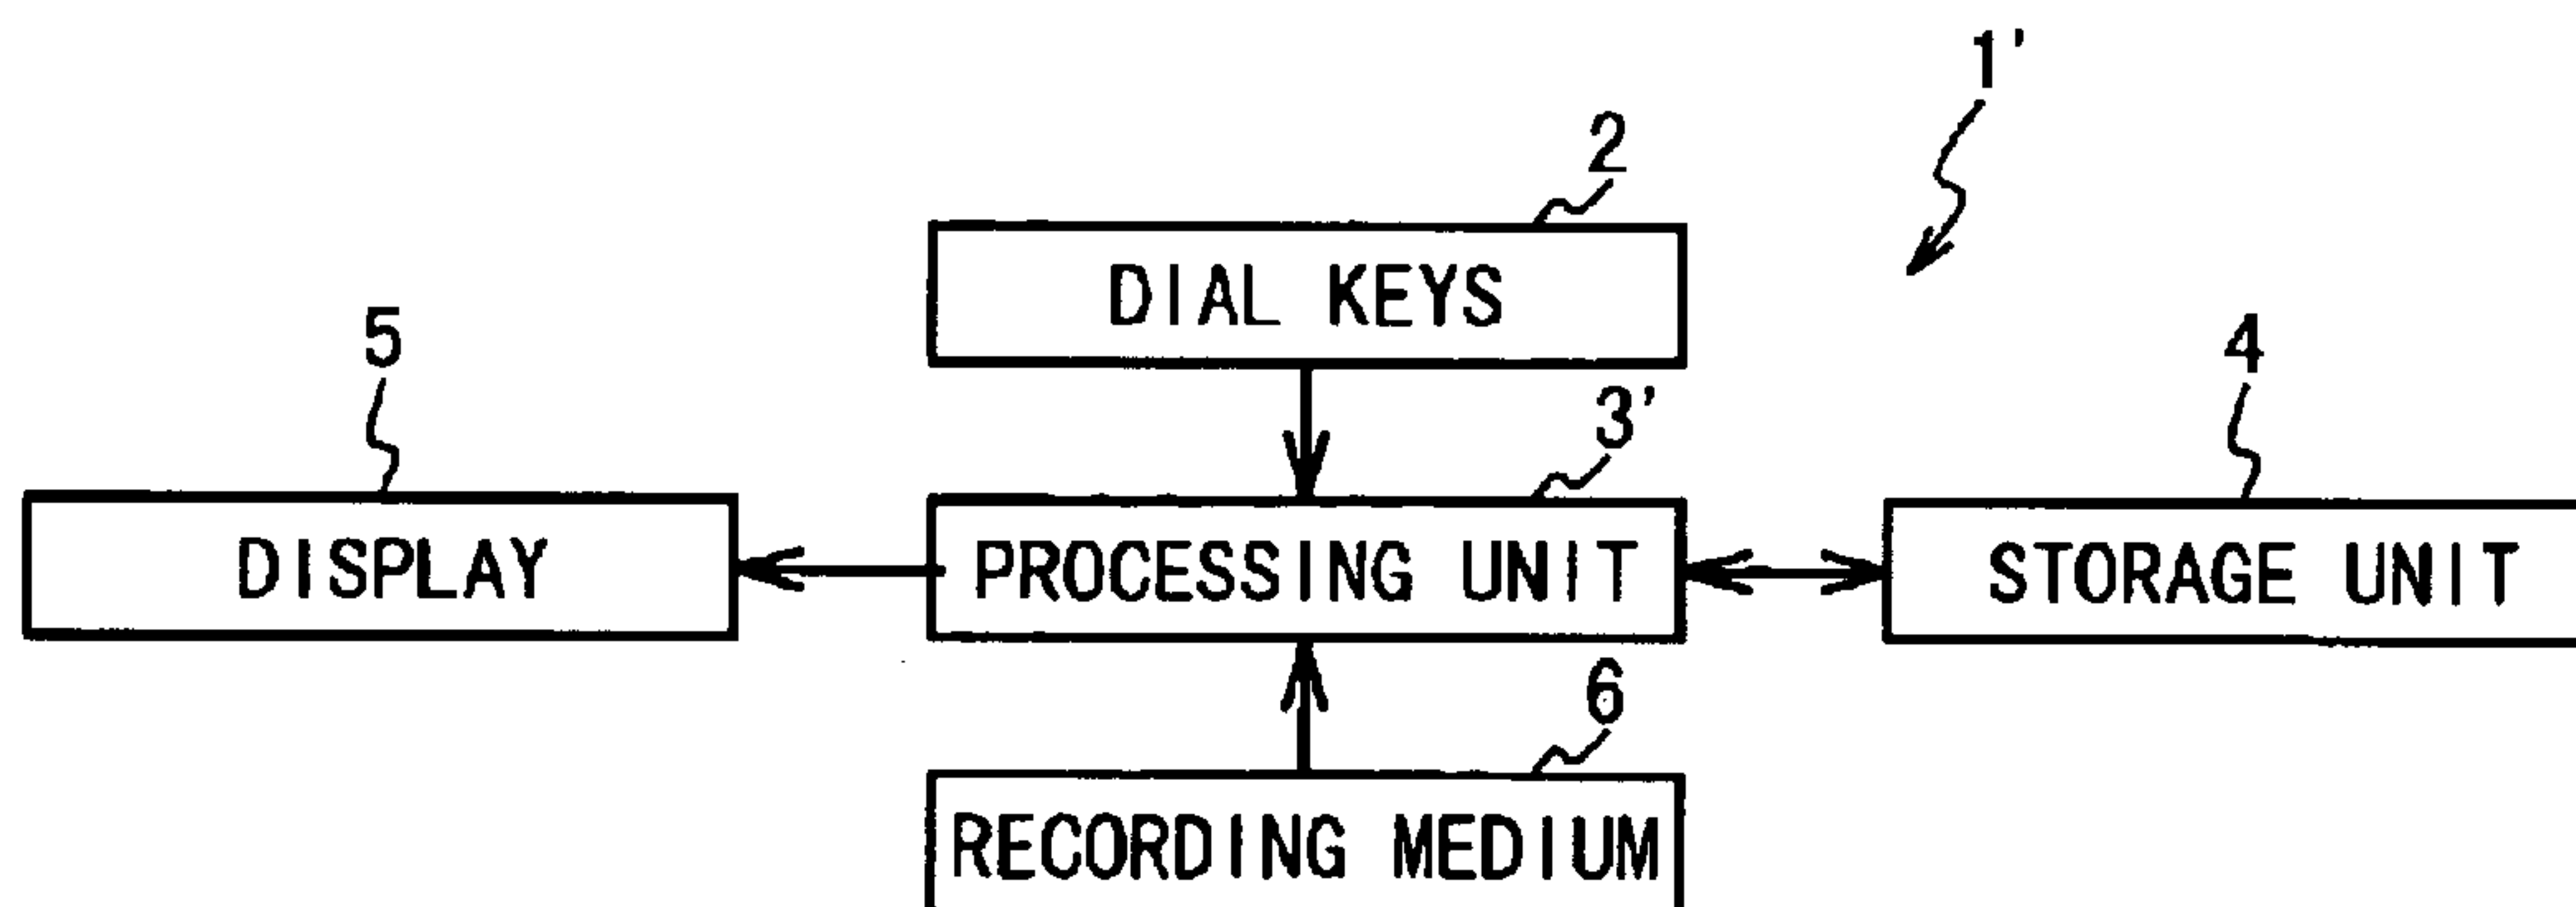 1'
2
DIAL KEYS
5
3'
4
DISPLAY
PROCESSING UNIT
STORAGE UNIT
6
RECORDING MEDIUM